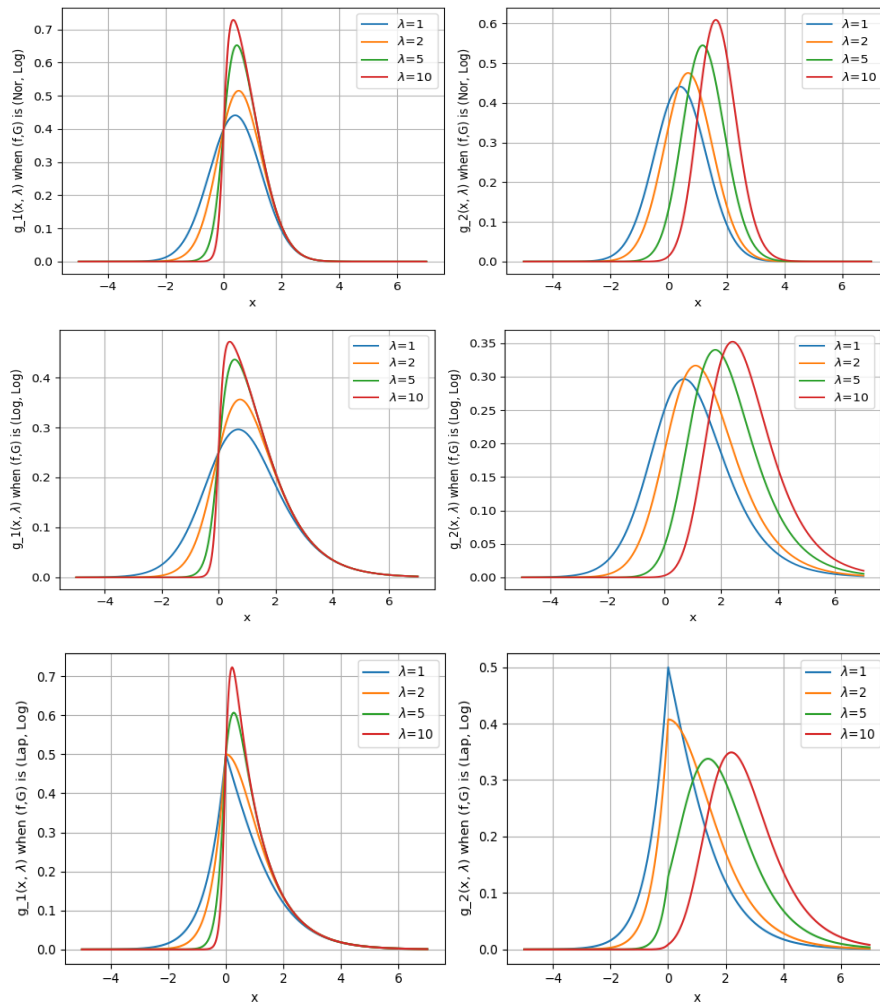 g_1(x, λ) when (f,G) is (Nor, Log)
0.7
0.6
0.5
0.4
0.3
0.2
0.1
0.0
−4 −2 0 2 4 6
x
λ=1
λ=2
λ=5
λ=10
g_2(x, λ) when (f,G) is (Nor, Log)
0.6
0.5
0.4
0.3
0.2
0.1
0.0
−4 −2 0 2 4 6
x
λ=1
λ=2
λ=5
λ=10
g_1(x, λ) when (f,G) is (Log, Log)
0.4
0.3
0.2
0.1
0.0
−4 −2 0 2 4 6
x
λ=1
λ=2
λ=5
λ=10
g_2(x, λ) when (f,G) is (Log, Log)
0.35
0.30
0.25
0.20
0.15
0.10
0.05
0.00
−4 −2 0 2 4 6
x
λ=1
λ=2
λ=5
λ=10
g_1(x, λ) when (f,G) is (Lap, Log)
0.7
0.6
0.5
0.4
0.3
0.2
0.1
0.0
−4 −2 0 2 4 6
x
λ=1
λ=2
λ=5
λ=10
g_2(x, λ) when (f,G) is (Lap, Log)
0.5
0.4
0.3
0.2
0.1
0.0
−4 −2 0 2 4 6
x
λ=1
λ=2
λ=5
λ=10